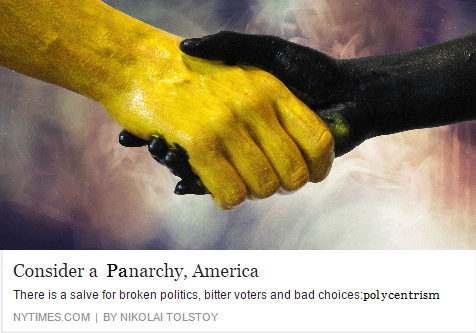 Consider a Panarchy, America
There is a salve for broken politics, bitter voters and bad choices:polycentrism
NYTIMES.COM | BY NIKOLAI TOLSTOY